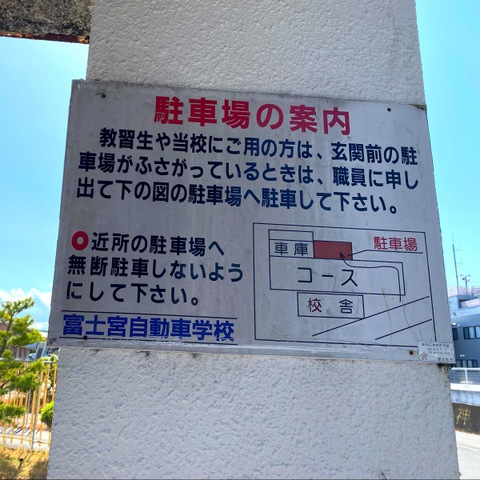 駐車場の案内
教習生や当校にご用の方は、玄関前の駐
車場がふさがっているときは、職員に申し
出て下の図の駐車場へ駐車して下さい。
○近所の駐車場へ
無断駐車しないよう
にして下さい。
富士宮自動車学校
車庫
駐車場
コース
校舎